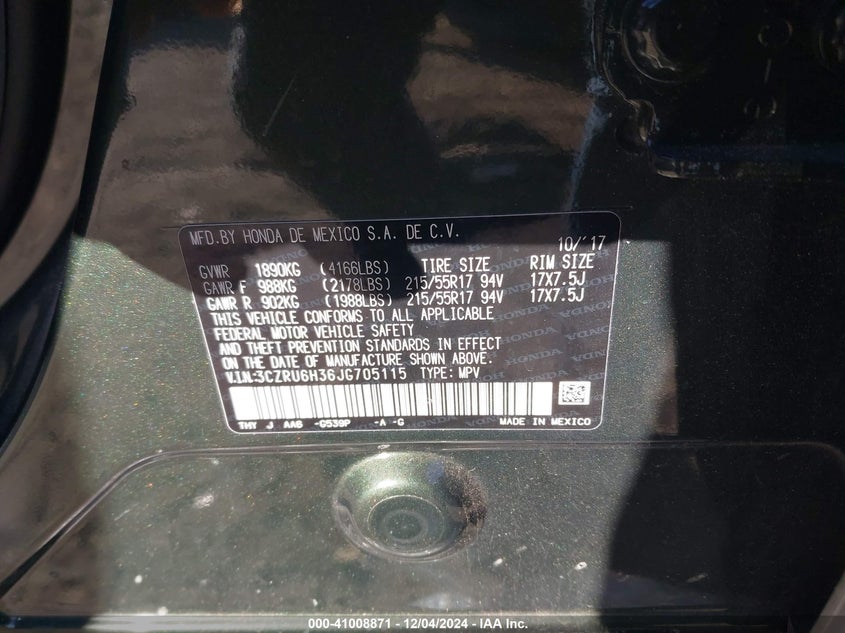 MFD.BY HONDA DE MEXICO S.A. DE C.V.
10/'17
GVWR 1890KG (4166LBS) TIRE SIZE RIM SIZE
GAWR F 988KG (2178LBS) 215/55R17 94V 17X7.5J
GAWR R 902KG (1988LBS) 215/55R17 94V 17X7.5J
THIS VEHICLE CONFORMS TO ALL APPLICABLE
FEDERAL MOTOR VEHICLE SAFETY
AND THEFT PREVENTION STANDARDS IN EFFECT
ON THE DATE OF MANUFACTURE SHOWN ABOVE.
V.I.N:3CZRU6H36JG705115 TYPE: MPV
THY J AA6 -G539P -A -G MADE IN MEXICO
HONDA HONDA HONDA
000-41008871 - 12/04/2024 - IAA Inc.